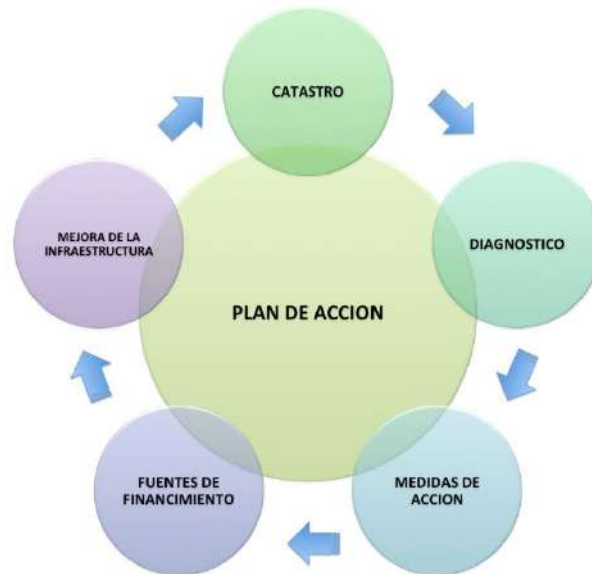 CATASTRO
DIAGNOSTICO
MEDIDAS DE
ACCION
FUENTES DE
FINANCIMIENTO
MEJORA DE LA
INFRAESTRUCTURA
PLAN DE ACCION